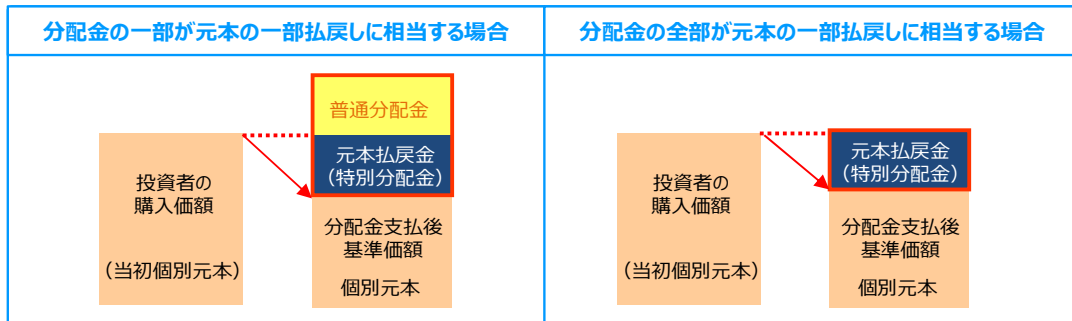 分配金の一部が元本の一部払戻しに相当する場合
分配金の全部が元本の一部払戻しに相当する場合
普通分配金
元本払戻金
(特別分配金)
投資者の
購入価額
(当初個別元本)
分配金支払後
基準価額
個別元本
元本払戻金
(特別分配金)
投資者の
購入価額
(当初個別元本)
分配金支払後
基準価額
個別元本